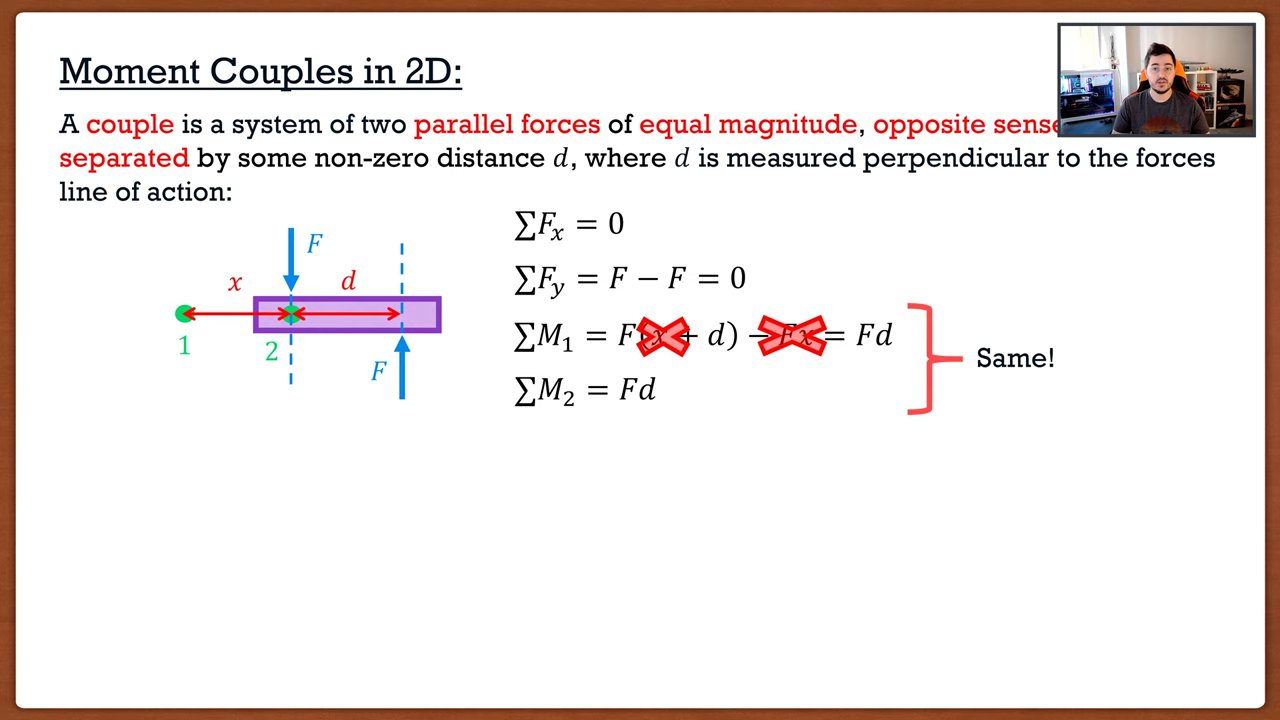 Moment Couples in 2D:
A couple is a system of two parallel forces of equal magnitude, opposite sense
separated by some non-zero distance d, where d is measured perpendicular to the forces
line of action:
∑Fₓ = 0
F
x
d
∑F_y = F − F = 0
∑M₁ = F(x + d) − Fx = Fd
1
2
Same!
F
∑M₂ = Fd